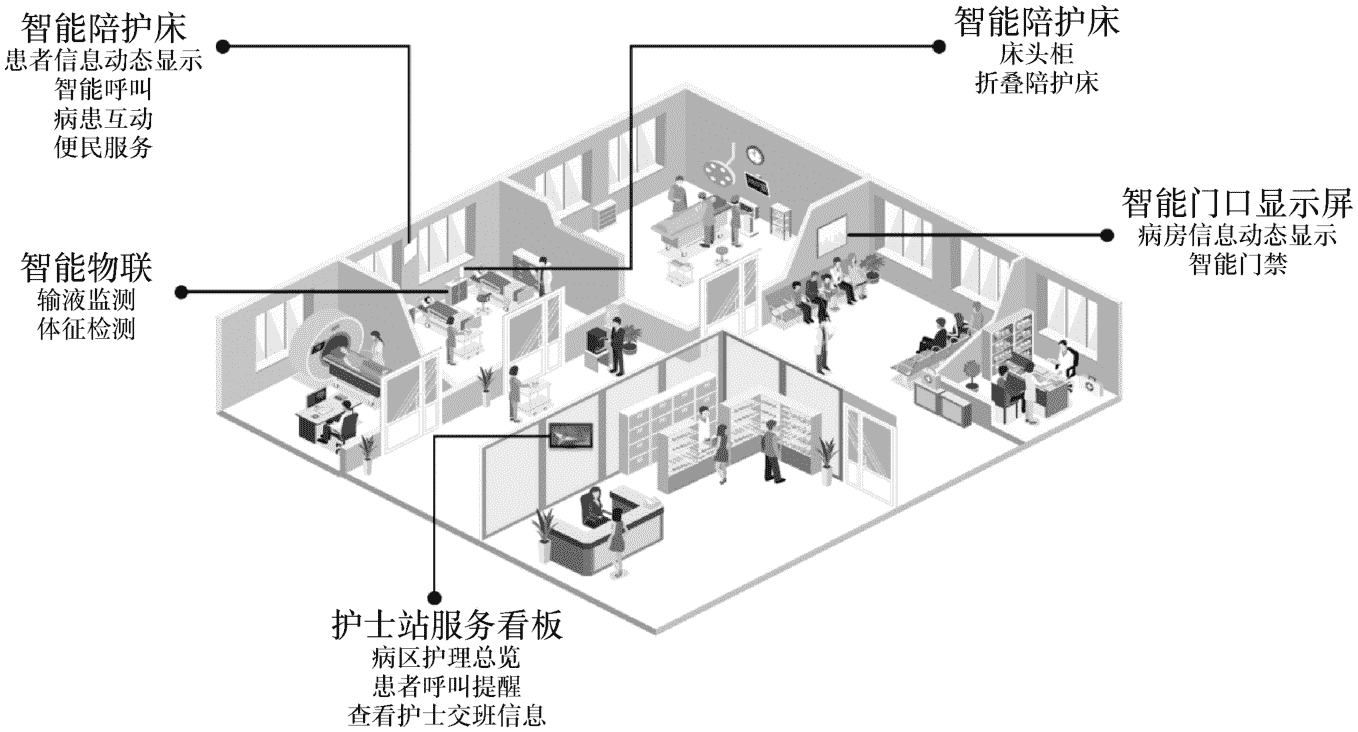 智能陪护床
患者信息动态显示
智能呼叫
病患互动
便民服务
智能陪护床
床头柜
折叠陪护床
智能门口显示屏
病房信息动态显示
智能门禁
智能物联
输液监测
体征检测
护士站服务看板
病区护理总览
患者呼叫提醒
查看护士交班信息